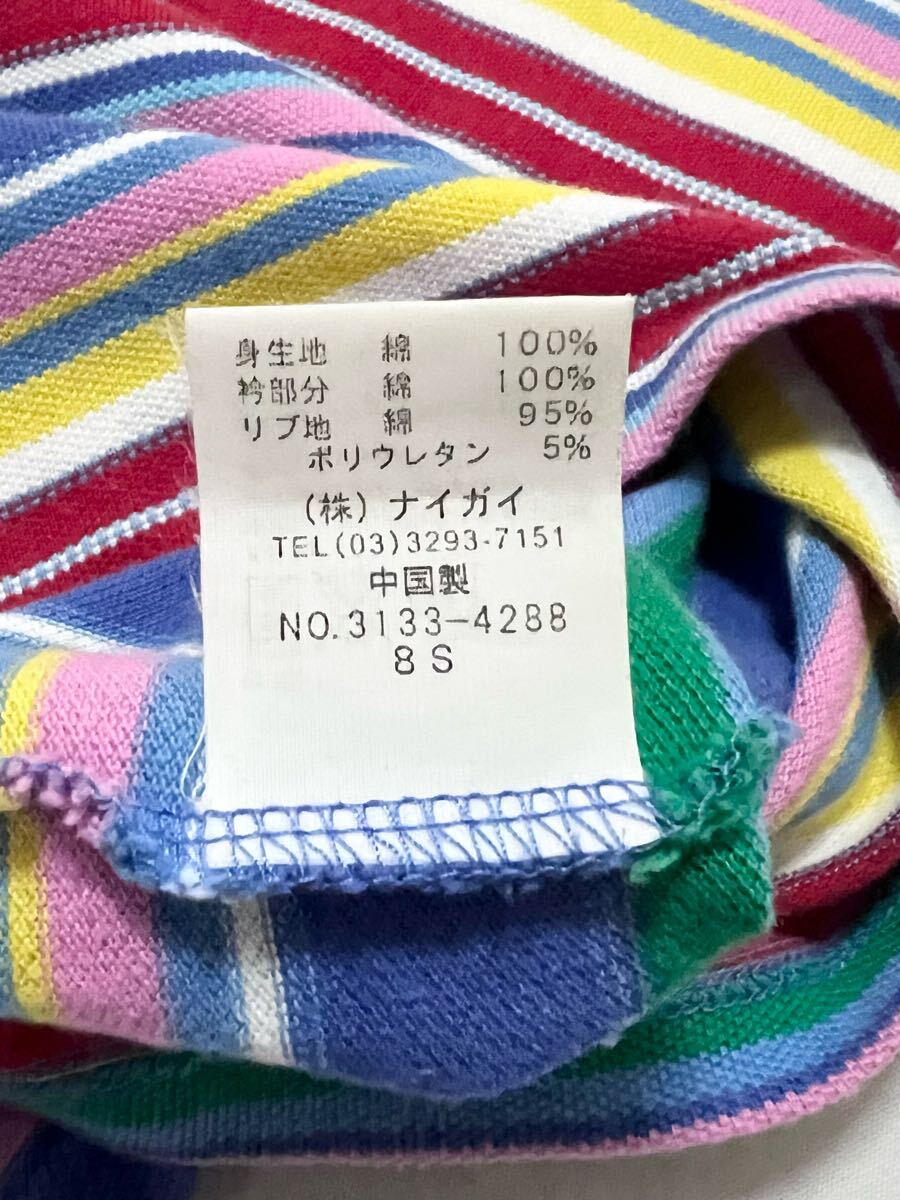 身生地 綿 100%
衿部分 綿 100%
リブ地 綿 95%
ポリウレタン 5%
(株) ナイガイ
TEL(03)3293-7151
中国製
NO.3133-4288
8S